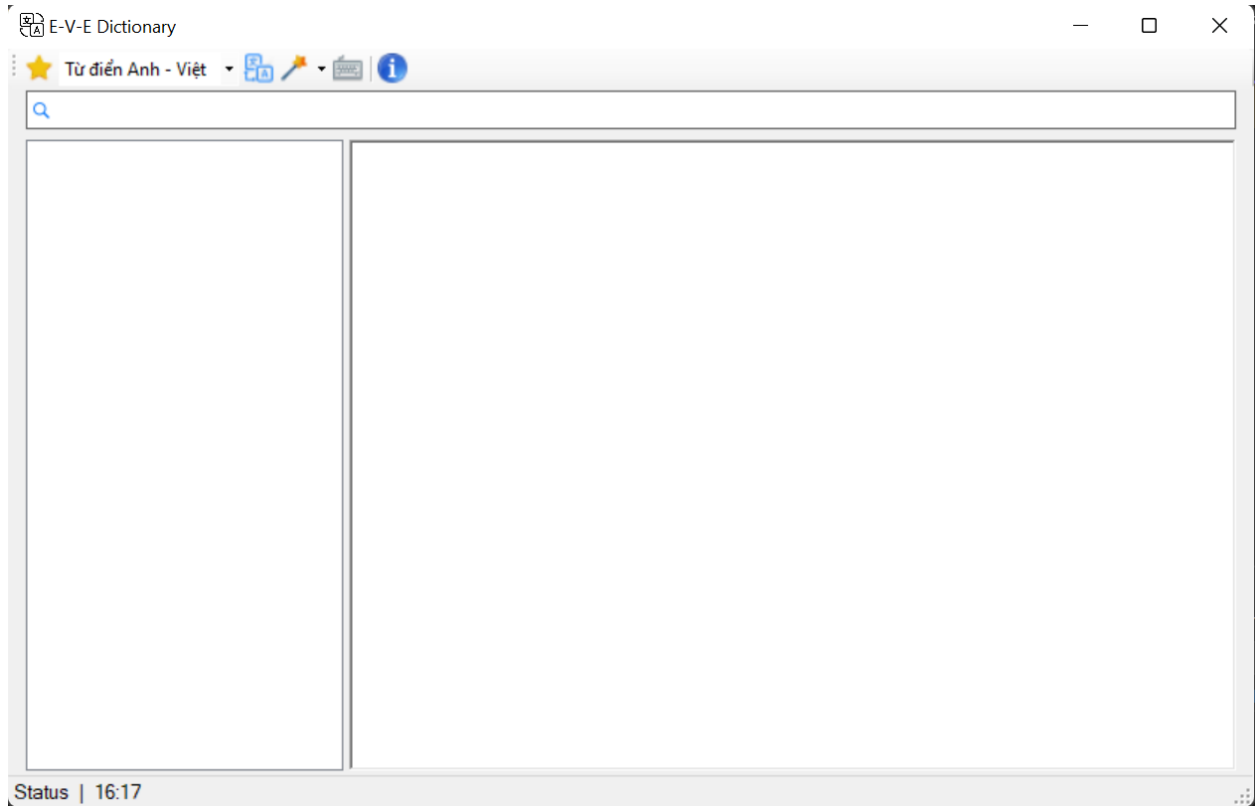 E-V-E Dictionary
Từ điển Anh - Việt
Status | 16:17